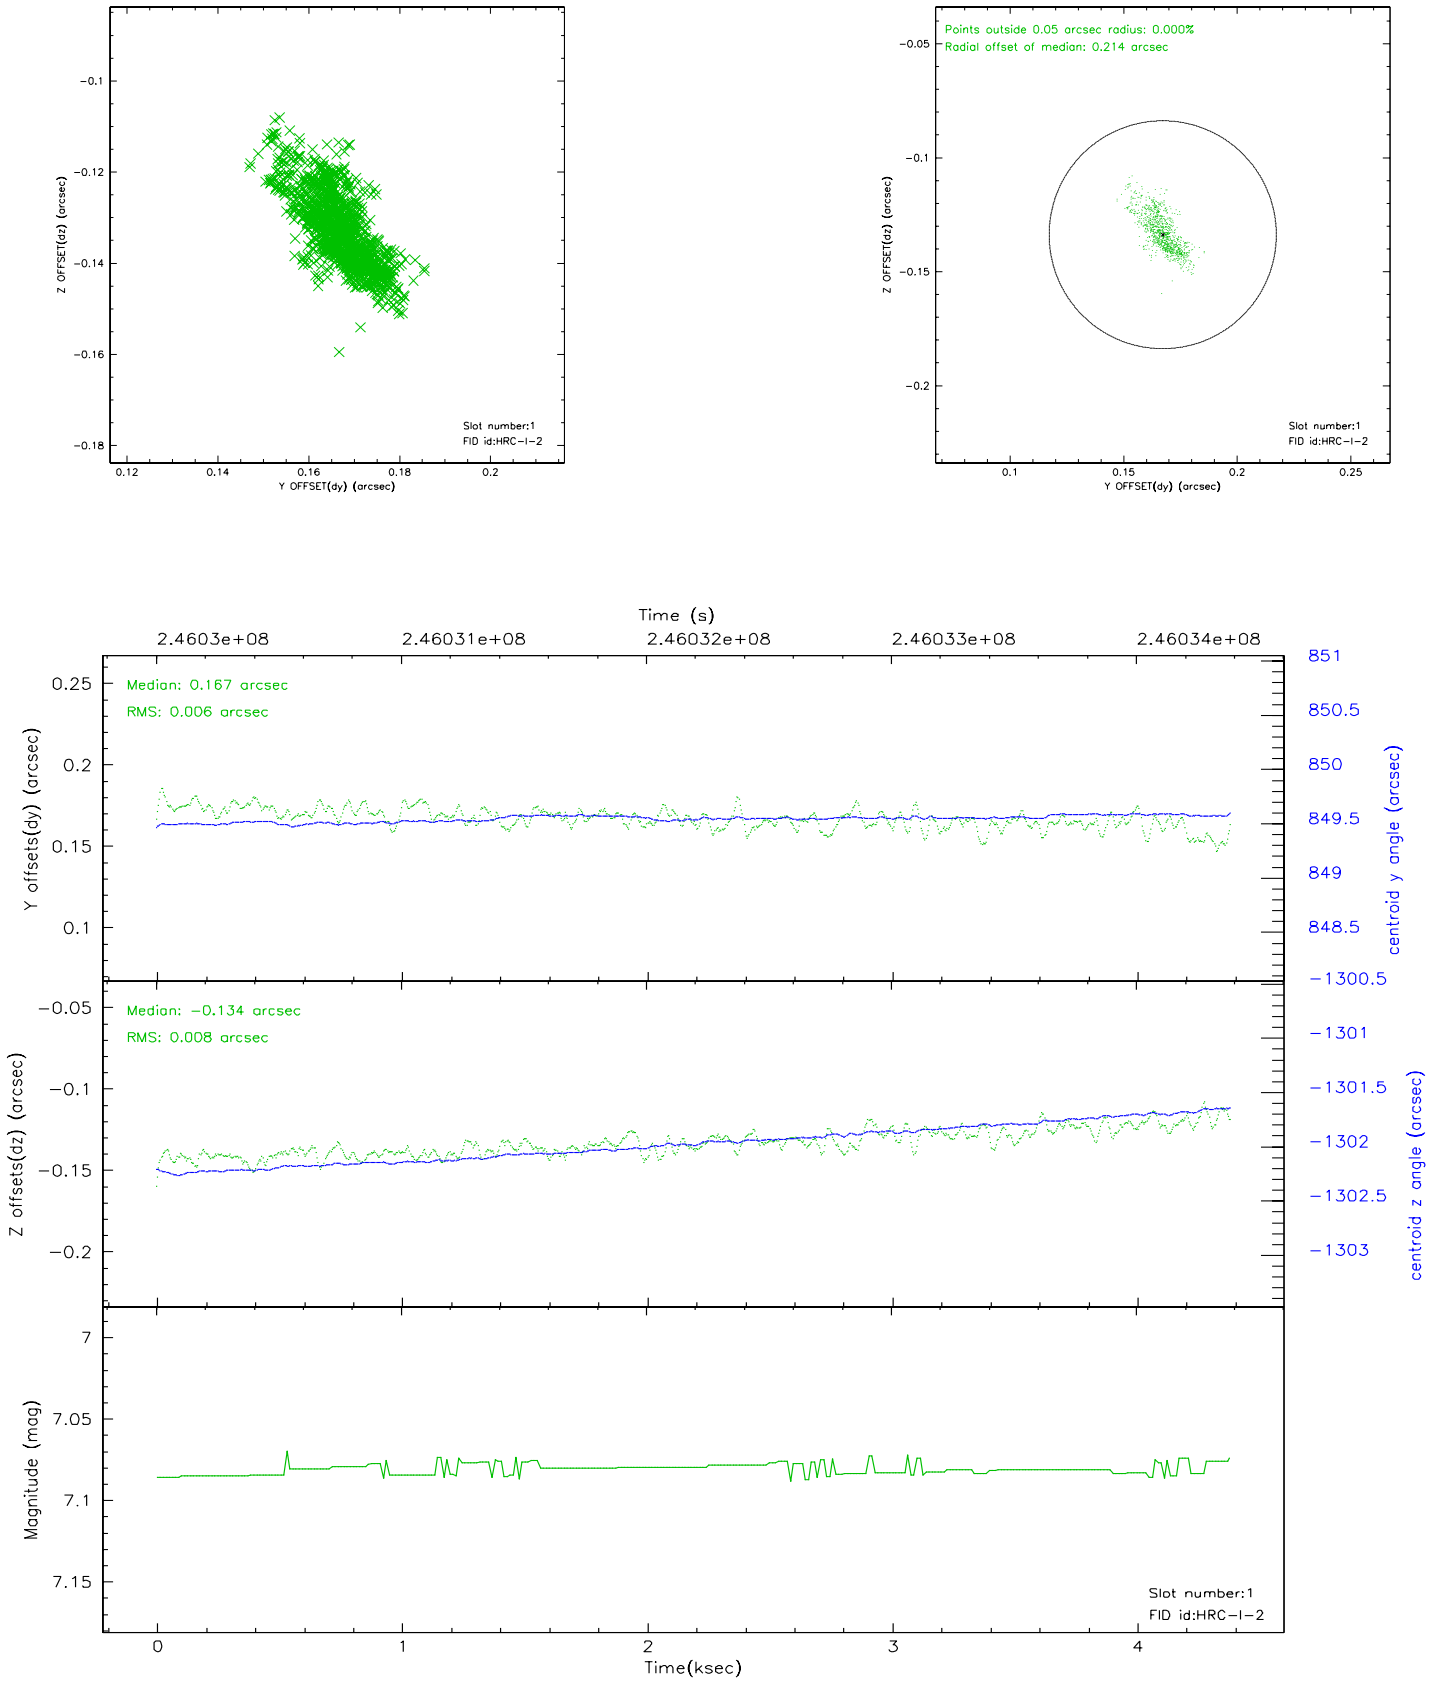 -0.1
-0.12
-0.14
-0.16
-0.18
Z OFFSET(dz) (arcsec)
0.12 0.14 0.16 0.18 0.2
Y OFFSET(dy) (arcsec)
Slot number:1
FID id:HRC-I-2
Points outside 0.05 arcsec radius: 0.000%
Radial offset of median: 0.214 arcsec
-0.05
-0.1
-0.15
-0.2
Z OFFSET(dz) (arcsec)
0.1 0.15 0.2 0.25
Y OFFSET(dy) (arcsec)
Slot number:1
FID id:HRC-I-2
Time (s)
2.4603e+08 2.46031e+08 2.46032e+08 2.46033e+08 2.46034e+08
Median: 0.167 arcsec
RMS: 0.006 arcsec
0.25
0.2
0.15
0.1
Y offsets(dy) (arcsec)
851
850.5
850
849.5
849
848.5
centroid y angle (arcsec)
Median: -0.134 arcsec
RMS: 0.008 arcsec
-0.05
-0.1
-0.15
-0.2
Z offsets(dz) (arcsec)
-1300.5
-1301
-1301.5
-1302
-1302.5
-1303
centroid z angle (arcsec)
7
7.05
7.1
7.15
Magnitude (mag)
Slot number:1
FID id:HRC-I-2
0 1 2 3 4
Time(ksec)